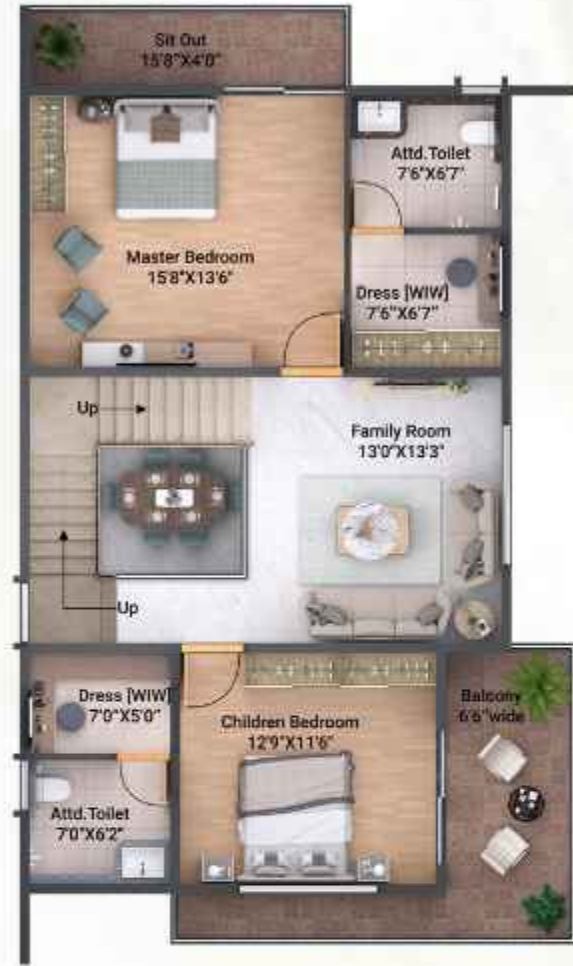 Sit Out
15'8"X4'0"
Attd.Toilet
7'6"X6'7"
Master Bedroom
15'8"X13'6"
Dress [WIW]
7'6"X6'7"
Up
Family Room
13'0"X13'3"
Up
Dress [WIW]
7'0"X5'0"
Children Bedroom
12'9"X11'6"
Balcony
6'6"wide
Attd.Toilet
7'0"X6'2"